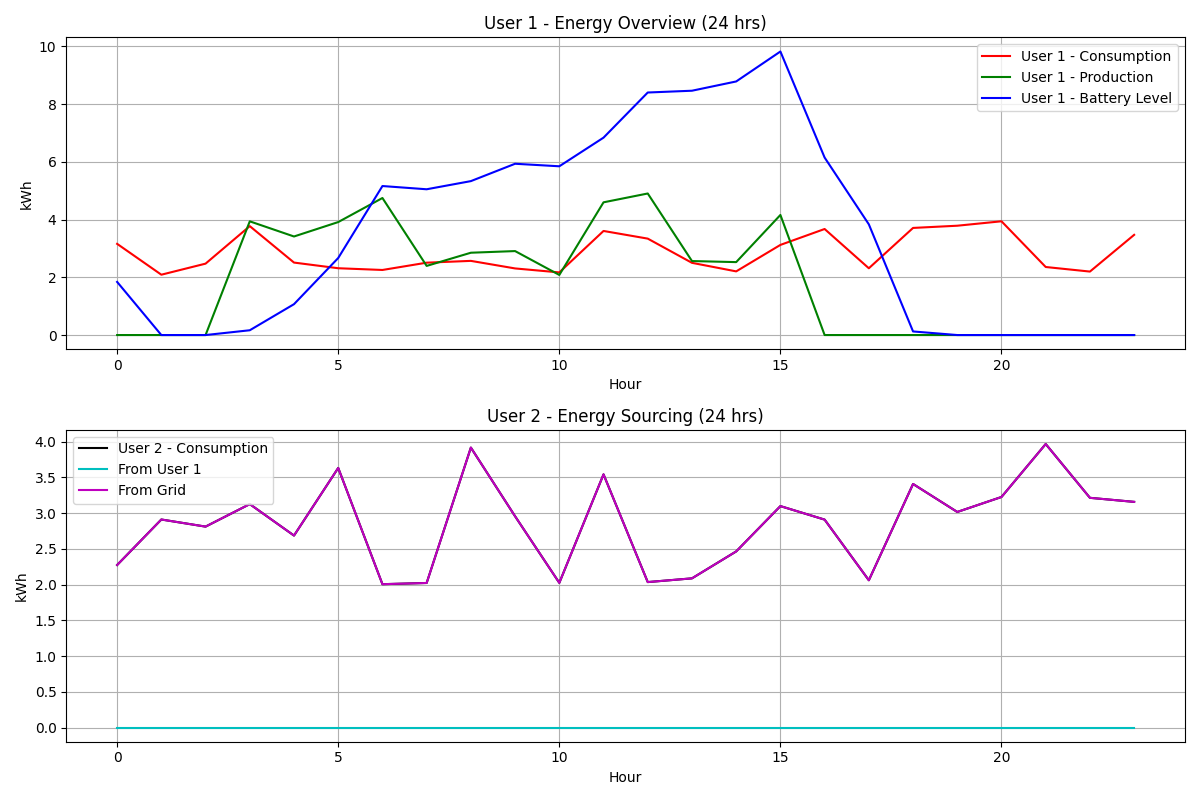 User 1 - Energy Overview (24 hrs)
10
8
6
4
2
0
kWh
User 1 - Consumption
User 1 - Production
User 1 - Battery Level
0 5 10 15 20
Hour
User 2 - Energy Sourcing (24 hrs)
4.0
3.5
3.0
2.5
2.0
1.5
1.0
0.5
0.0
kWh
User 2 - Consumption
From User 1
From Grid
0 5 10 15 20
Hour